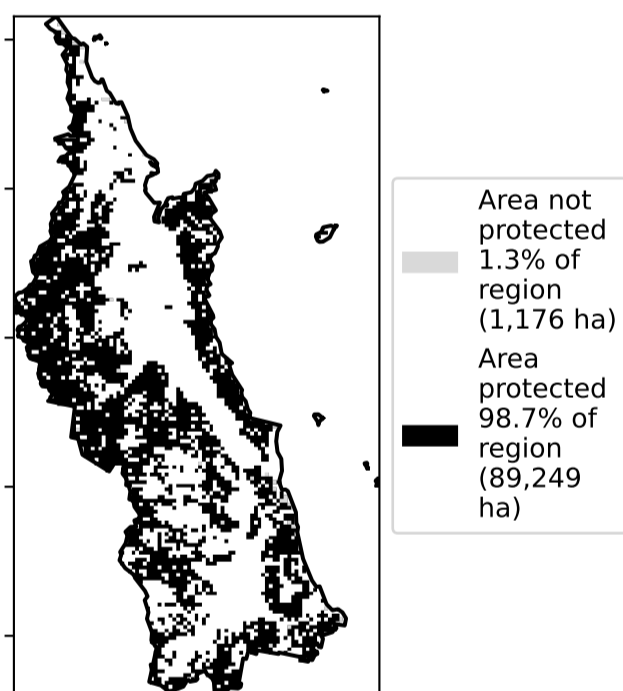 Area not
protected
1.3% of
region
(1,176 ha)
Area
protected
98.7% of
region
(89,249
ha)